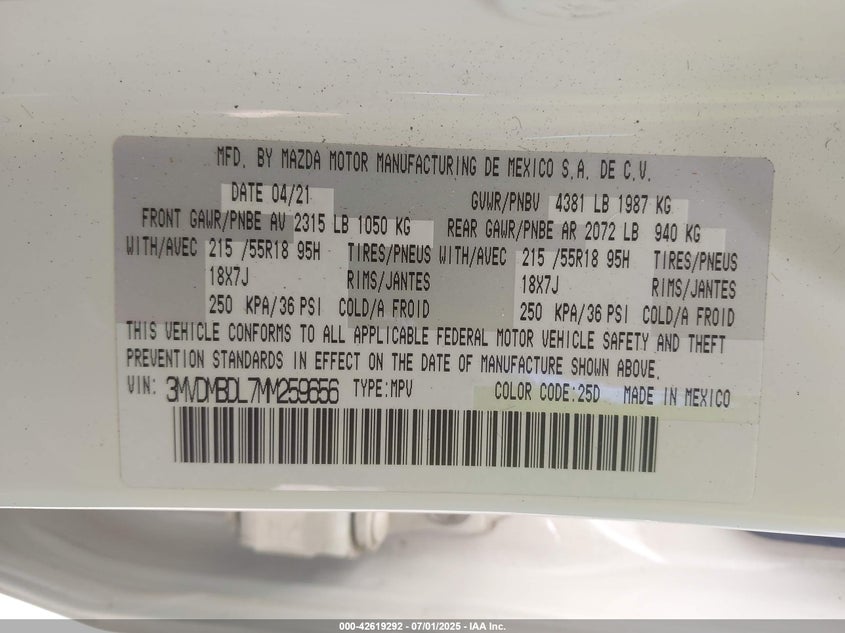 MFD. BY MAZDA MOTOR MANUFACTURING DE MEXICO S.A. DE C.V.
DATE 04/21 GVWR/PNBV 4381 LB 1987 KG
FRONT GAWR/PNBE AV 2315 LB 1050 KG REAR GAWR/PNBE AR 2072 LB 940 KG
WITH/AVEC 215 /55R18 95H TIRES/PNEUS WITH/AVEC 215 /55R18 95H TIRES/PNEUS
18X7J RIMS/JANTES 18X7J RIMS/JANTES
250 KPA/36 PSI COLD/A FROID 250 KPA/36 PSI COLD/A FROID
THIS VEHICLE CONFORMS TO ALL APPLICABLE FEDERAL MOTOR VEHICLE SAFETY AND THEFT
PREVENTION STANDARDS IN EFFECT ON THE DATE OF MANUFACTURE SHOWN ABOVE.
VIN: 3MVDMBDL7MM259656 TYPE:MPV COLOR CODE:25D MADE IN MEXICO
000-42619292 - 07/01/2025 - IAA Inc.